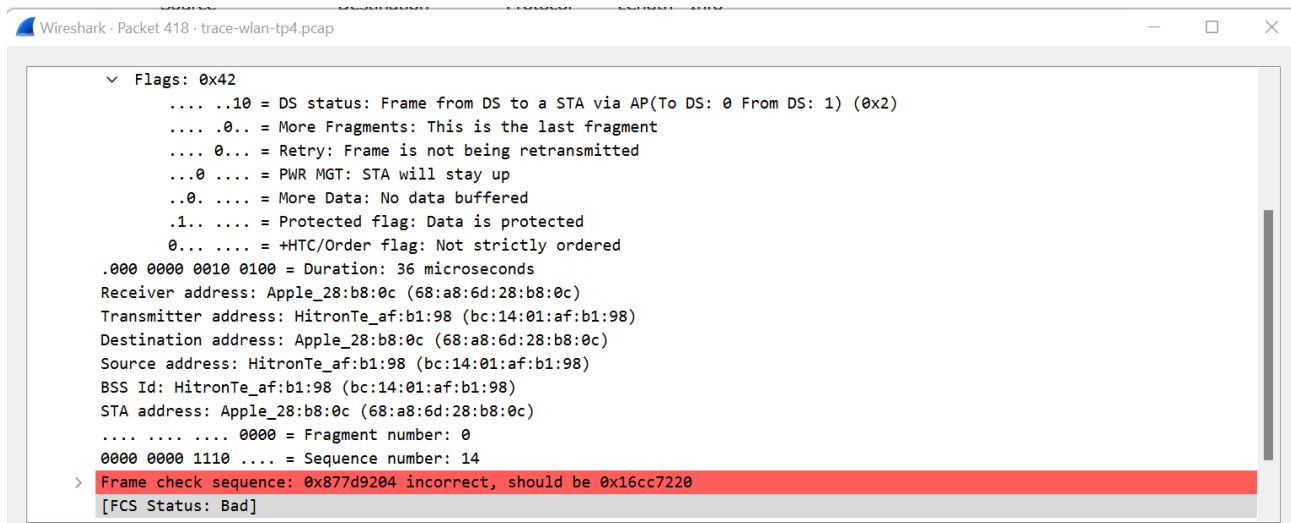 Source Destination Protocol Length Info
Wireshark · Packet 418 · trace-wlan-tp4.pcap
Flags: 0x42
.... ..10 = DS status: Frame from DS to a STA via AP(To DS: 0 From DS: 1) (0x2)
.... .0.. = More Fragments: This is the last fragment
.... 0... = Retry: Frame is not being retransmitted
...0 .... = PWR MGT: STA will stay up
..0. .... = More Data: No data buffered
.1.. .... = Protected flag: Data is protected
0... .... = +HTC/Order flag: Not strictly ordered
.000 0000 0010 0100 = Duration: 36 microseconds
Receiver address: Apple_28:b8:0c (68:a8:6d:28:b8:0c)
Transmitter address: HitronTe_af:b1:98 (bc:14:01:af:b1:98)
Destination address: Apple_28:b8:0c (68:a8:6d:28:b8:0c)
Source address: HitronTe_af:b1:98 (bc:14:01:af:b1:98)
BSS Id: HitronTe_af:b1:98 (bc:14:01:af:b1:98)
STA address: Apple_28:b8:0c (68:a8:6d:28:b8:0c)
.... .... .... 0000 = Fragment number: 0
0000 0000 1110 .... = Sequence number: 14
Frame check sequence: 0x877d9204 incorrect, should be 0x16cc7220
[FCS Status: Bad]